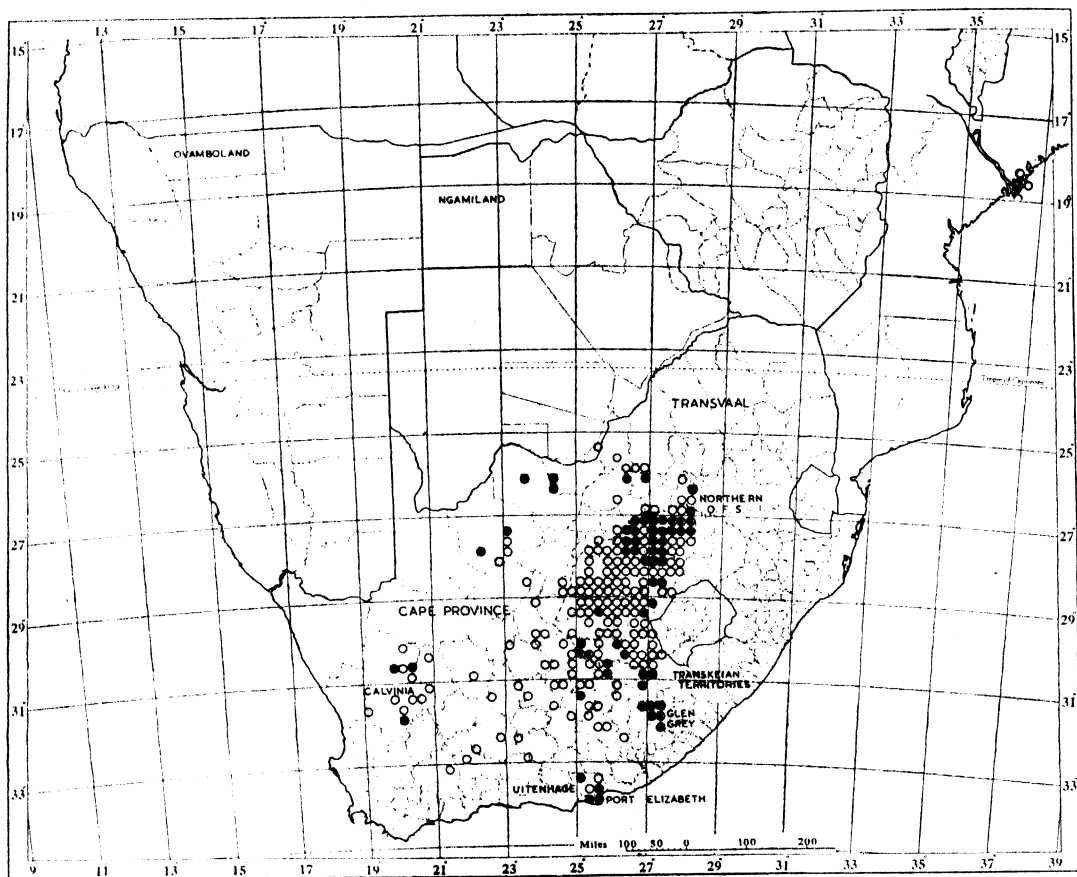 13 15 17 19 21 23 25 27 29 31 33 35 37
15 15
OVAMBOLAND
17 17
NGAMILAND
19 19
21 21
23 23
TRANSVAAL
25 25
NORTHERN
O F S
27 27
CAPE PROVINCE
29 29
TRANSKEIAN
TERRITORIES
CALVINIA
31 31
GLEN
GREY
33 33
UITENHAGE
PORT ELIZABETH
Miles 100 50 0 100 200
9 11 13 15 17 19 21 23 25 27 29 31 33 35 37 39